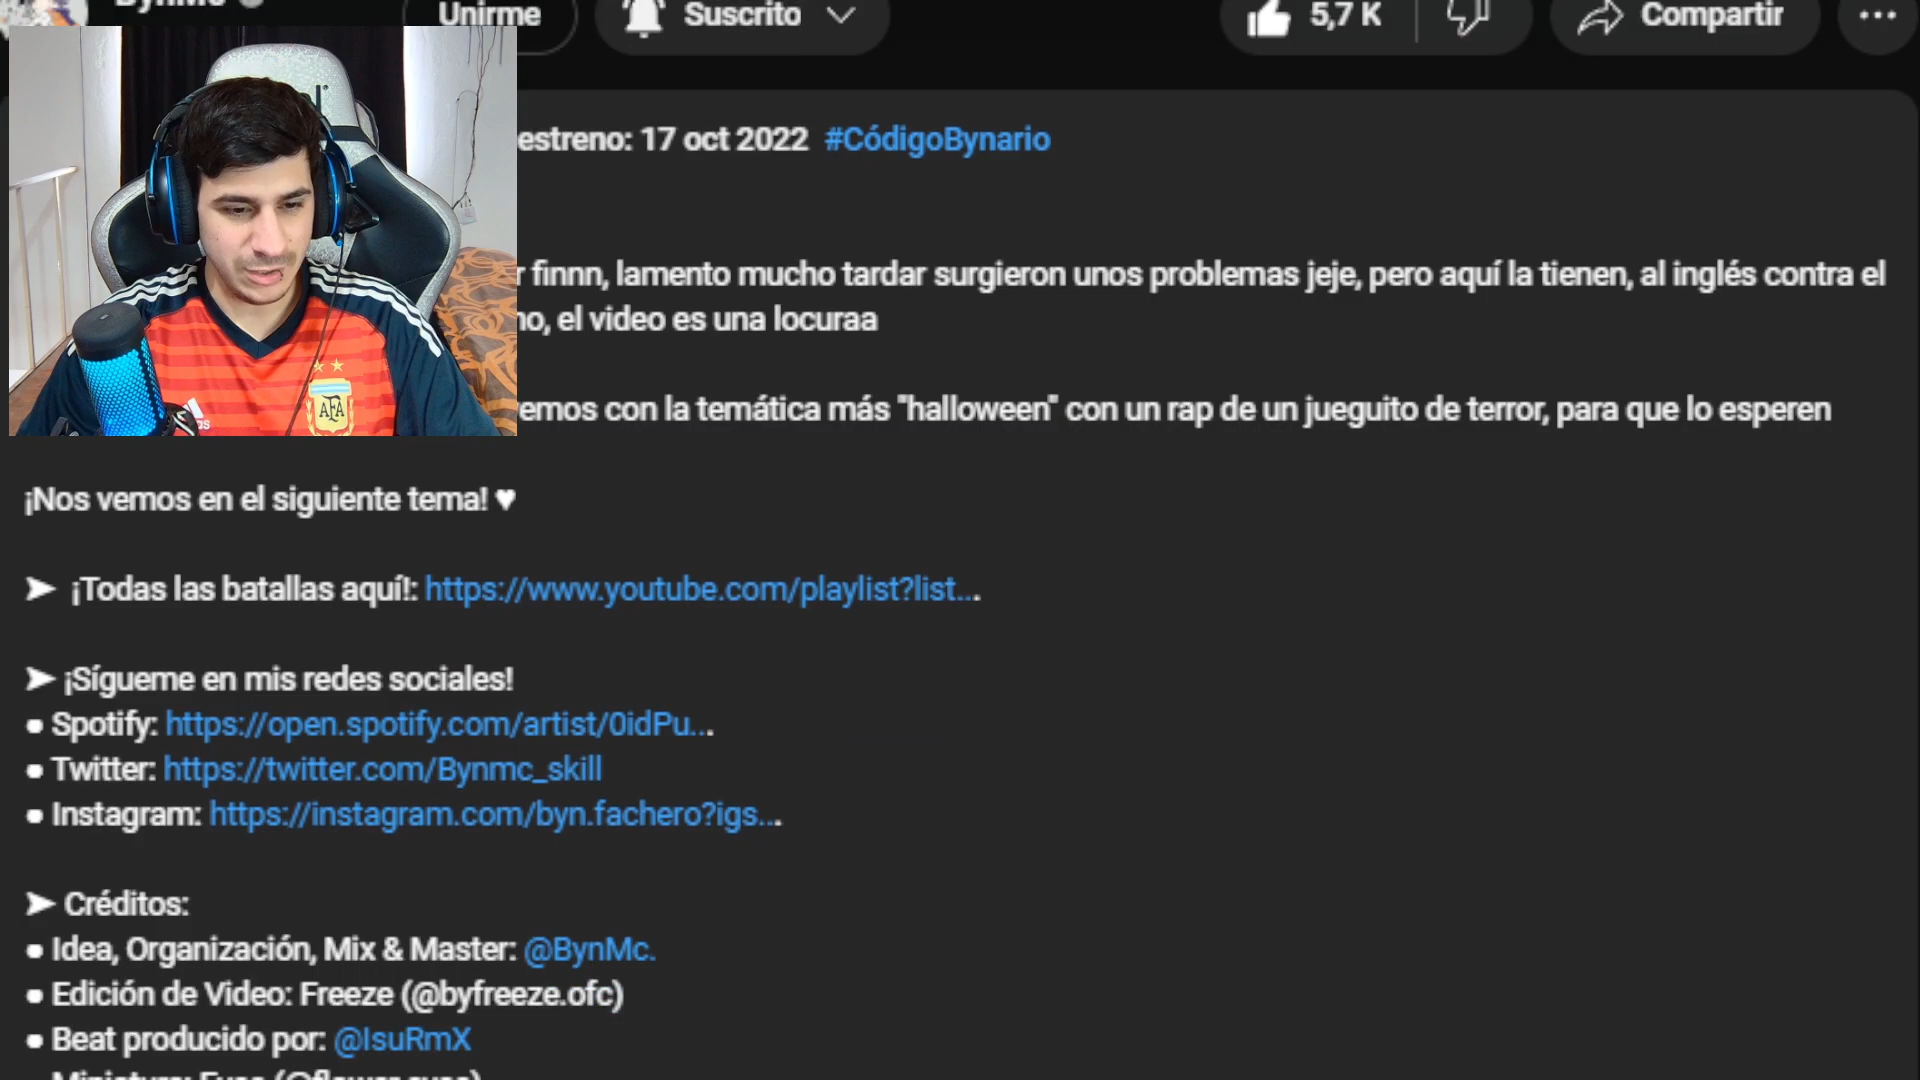 Unirme
Suscrito
5,7 K
Compartir
estreno: 17 oct 2022 #CódigoBynario
finnn, lamento mucho tardar surgieron unos problemas jeje, pero aquí la tienen, al inglés contra el
el video es una locuraa
emos con la temática más "halloween" con un rap de un jueguito de terror, para que lo esperen
¡Nos vemos en el siguiente tema! ♥
➤ ¡Todas las batallas aquí!: https://www.youtube.com/playlist?list...
➤ ¡Sígueme en mis redes sociales!
● Spotify: https://open.spotify.com/artist/0idPu...
● Twitter: https://twitter.com/Bynmc_skill
● Instagram: https://instagram.com/byn.fachero?igs...
➤ Créditos:
● Idea, Organización, Mix & Master: @BynMc.
● Edición de Video: Freeze (@byfreeze.ofc)
● Beat producido por: @IsuRmX
AFA